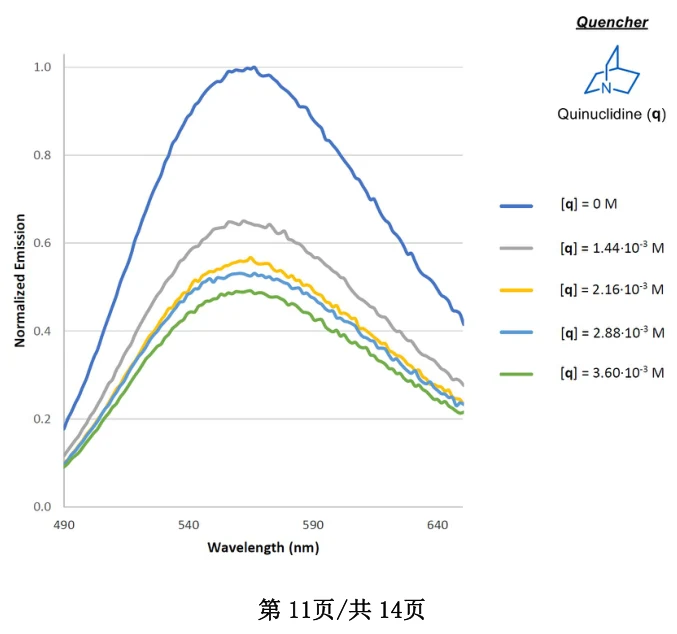 Quencher
N
Quinuclidine (q)
1.0
0.8
0.6
0.4
0.2
0.0
Normalized Emission
490
540
590
640
Wavelength (nm)
[q] = 0 M
[q] = 1.44·10⁻³ M
[q] = 2.16·10⁻³ M
[q] = 2.88·10⁻³ M
[q] = 3.60·10⁻³ M
第 11页/共 14页